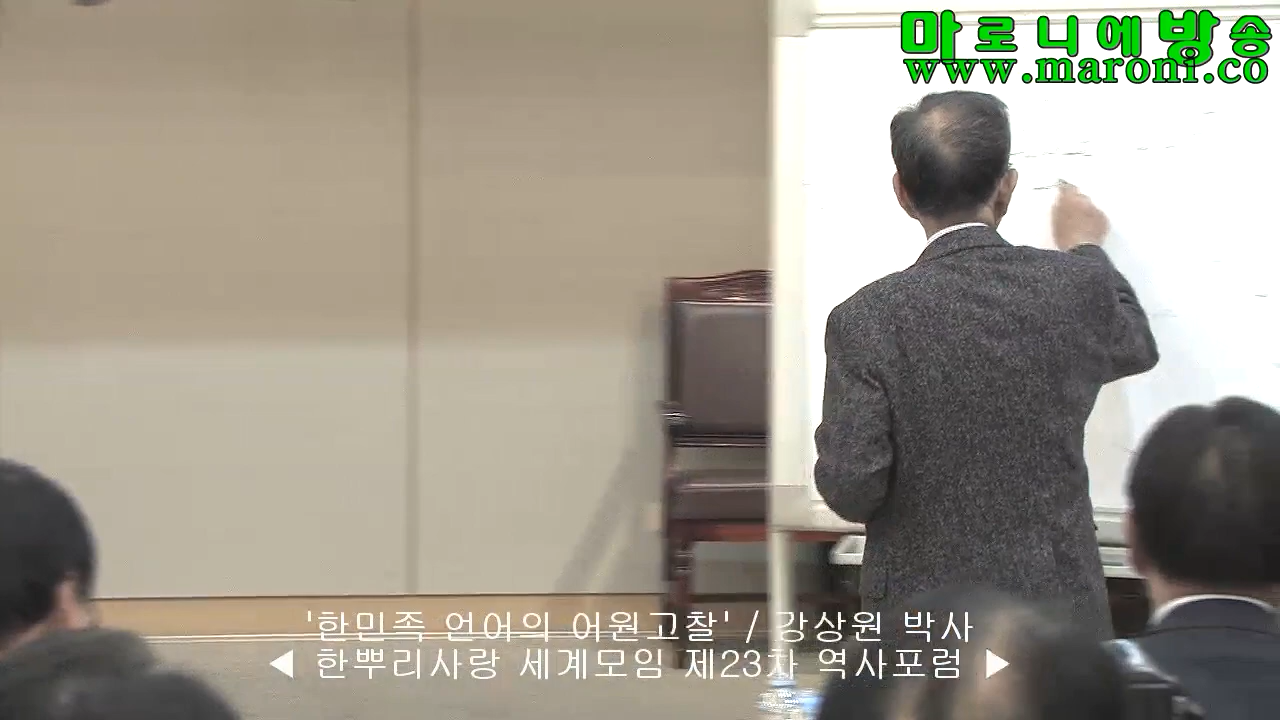 마로니에방송
www.maroni.co
'한민족 언어의 어원고찰' / 강상원 박사
◀ 한뿌리사랑 세계모임 제23차 역사포럼 ▶